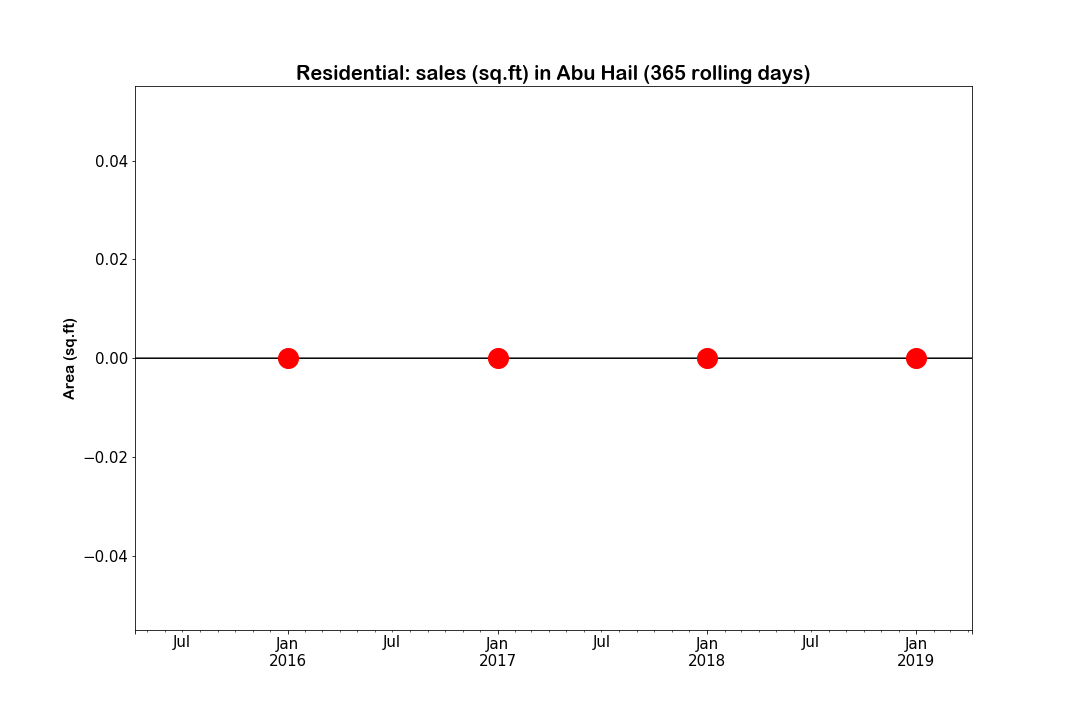 Residential: sales (sq.ft) in Abu Hail (365 rolling days)
Area (sq.ft)
0.04
0.02
0.00
−0.02
−0.04
Jul Jan Jul Jan Jul Jan Jul Jan
2016 2017 2018 2019